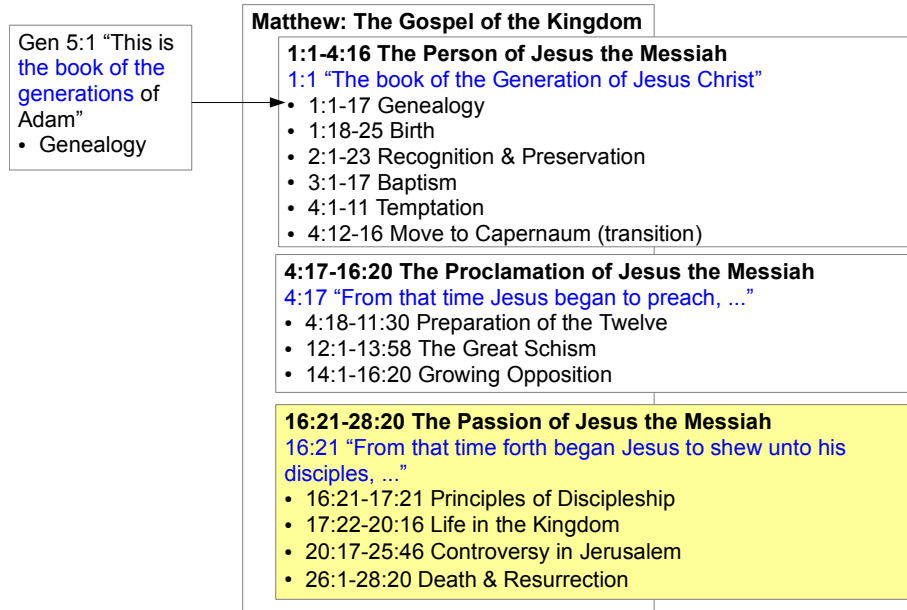 Matthew: The Gospel of the Kingdom
Gen 5:1 “This is
the book of the
generations of
Adam”
• Genealogy
1:1-4:16 The Person of Jesus the Messiah
1:1 “The book of the Generation of Jesus Christ”
• 1:1-17 Genealogy
• 1:18-25 Birth
• 2:1-23 Recognition & Preservation
• 3:1-17 Baptism
• 4:1-11 Temptation
• 4:12-16 Move to Capernaum (transition)
4:17-16:20 The Proclamation of Jesus the Messiah
4:17 “From that time Jesus began to preach, ...”
• 4:18-11:30 Preparation of the Twelve
• 12:1-13:58 The Great Schism
• 14:1-16:20 Growing Opposition
16:21-28:20 The Passion of Jesus the Messiah
16:21 “From that time forth began Jesus to shew unto his
disciples, ...”
• 16:21-17:21 Principles of Discipleship
• 17:22-20:16 Life in the Kingdom
• 20:17-25:46 Controversy in Jerusalem
• 26:1-28:20 Death & Resurrection